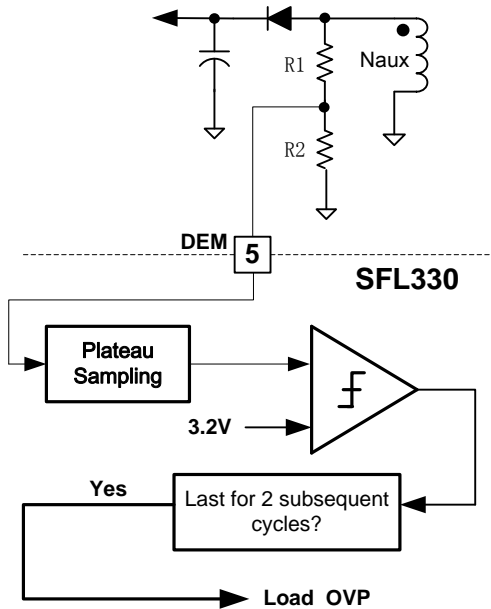 R1
Naux
R2
DEM
5
SFL330
Plateau
Sampling
3.2V
Yes
Last for 2 subsequent
cycles?
Load OVP